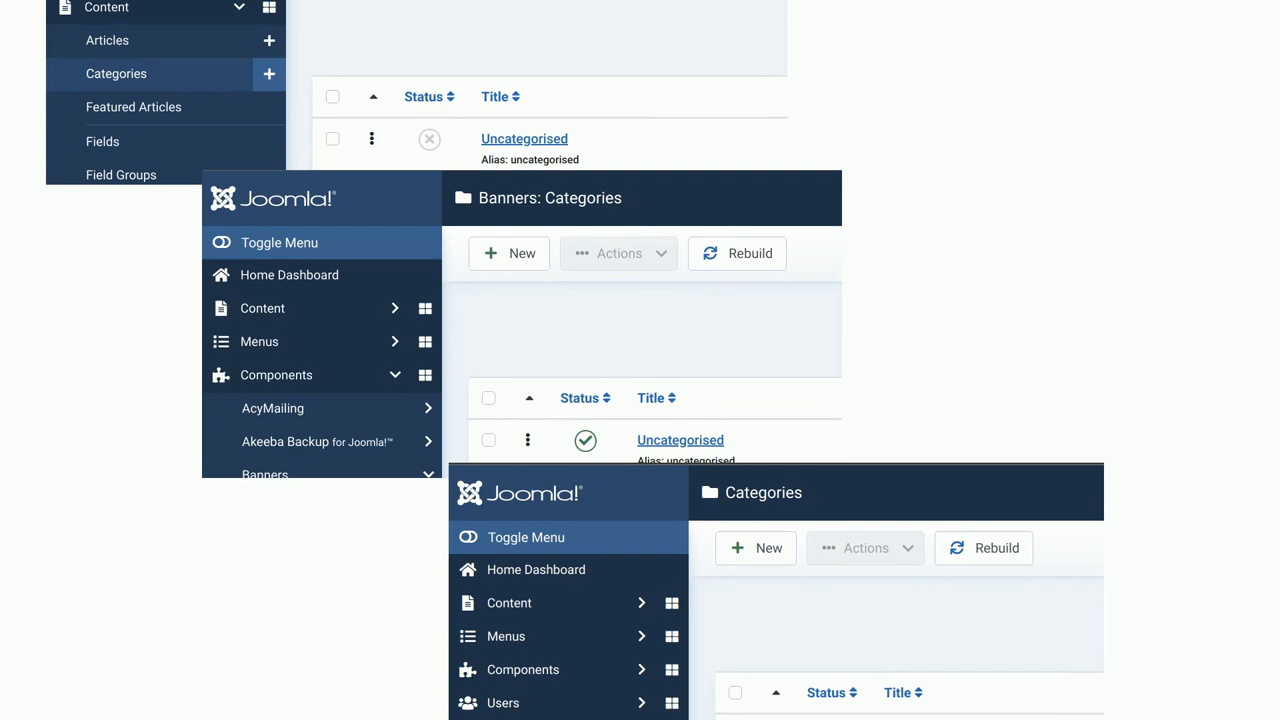 Content
Articles
Categories
Featured Articles
Fields
Field Groups
Status Title
Uncategorised
Alias: uncategorised
Joomla!®
Banners: Categories
Toggle Menu
New Actions Rebuild
Home Dashboard
Content
Menus
Components
AcyMailing
Akeeba Backup for Joomla!™
Banners
Status Title
Uncategorised
Alias: uncategorised
Joomla!®
Categories
Toggle Menu
New Actions Rebuild
Home Dashboard
Content
Menus
Components
Users
Status Title